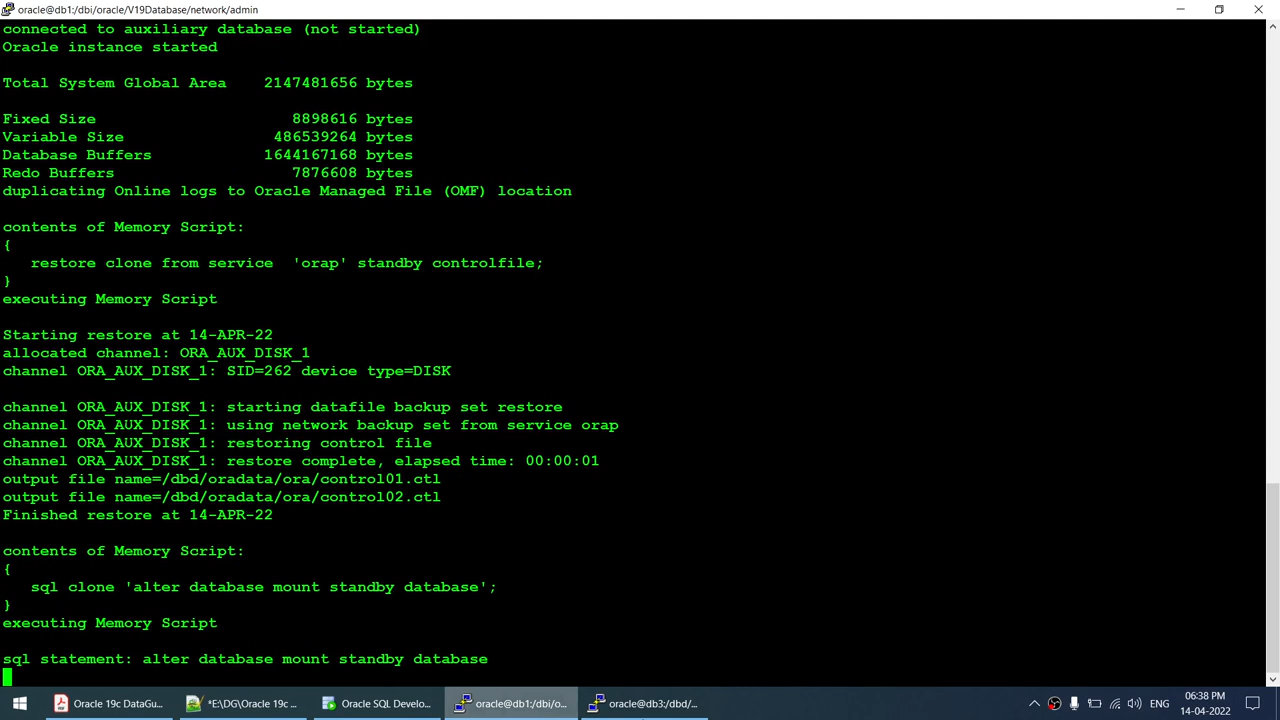 oracle@db1:/dbi/oracle/V19Database/network/admin
connected to auxiliary database (not started)
Oracle instance started
Total System Global Area    2147481656 bytes
Fixed Size                     8898616 bytes
Variable Size                486539264 bytes
Database Buffers            1644167168 bytes
Redo Buffers                   7876608 bytes
duplicating Online logs to Oracle Managed File (OMF) location
contents of Memory Script:
{
   restore clone from service  'orap' standby controlfile;
}
executing Memory Script
Starting restore at 14-APR-22
allocated channel: ORA_AUX_DISK_1
channel ORA_AUX_DISK_1: SID=262 device type=DISK
channel ORA_AUX_DISK_1: starting datafile backup set restore
channel ORA_AUX_DISK_1: using network backup set from service orap
channel ORA_AUX_DISK_1: restoring control file
channel ORA_AUX_DISK_1: restore complete, elapsed time: 00:00:01
output file name=/dbd/oradata/ora/control01.ctl
output file name=/dbd/oradata/ora/control02.ctl
Finished restore at 14-APR-22
contents of Memory Script:
{
   sql clone 'alter database mount standby database';
}
executing Memory Script
sql statement: alter database mount standby database
Oracle 19c DataGu... *E:\DG\Oracle 19c ... Oracle SQL Develo... oracle@db1:/dbi/o... oracle@db3:/dbd/... ENG 06:38 PM
14-04-2022